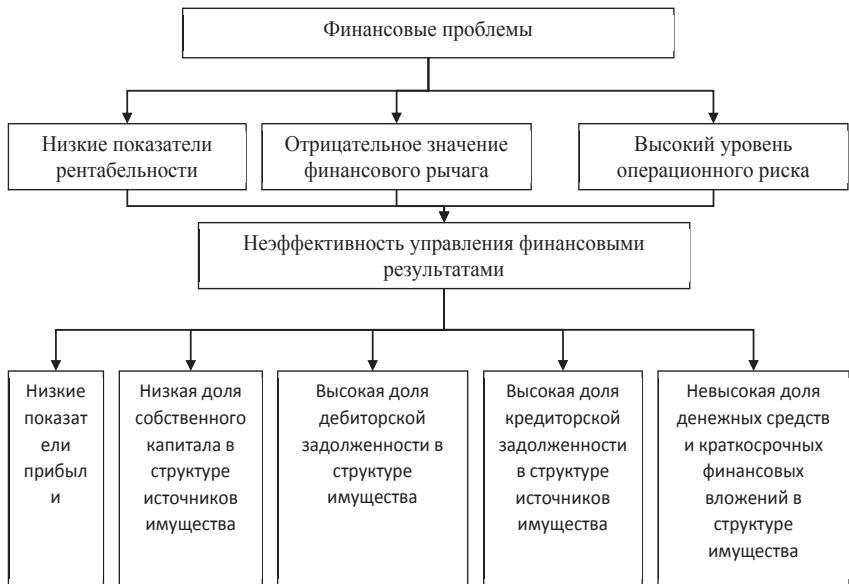 Финансовые проблемы
Низкие показатели
рентабельности
Отрицательное значение
финансового рычага
Высокий уровень
операционного риска
Неэффективность управления финансовыми
результатами
Низкие
показат
ели
прибыл
и
Низкая доля
собственного
капитала в
структуре
источников
имущества
Высокая доля
дебиторской
задолженности в
структуре
имущества
Высокая доля
кредиторской
задолженности
в структуре
источников
имущества
Невысокая доля
денежных средств
и краткосрочных
финансовых
вложений в
структуре
имущества